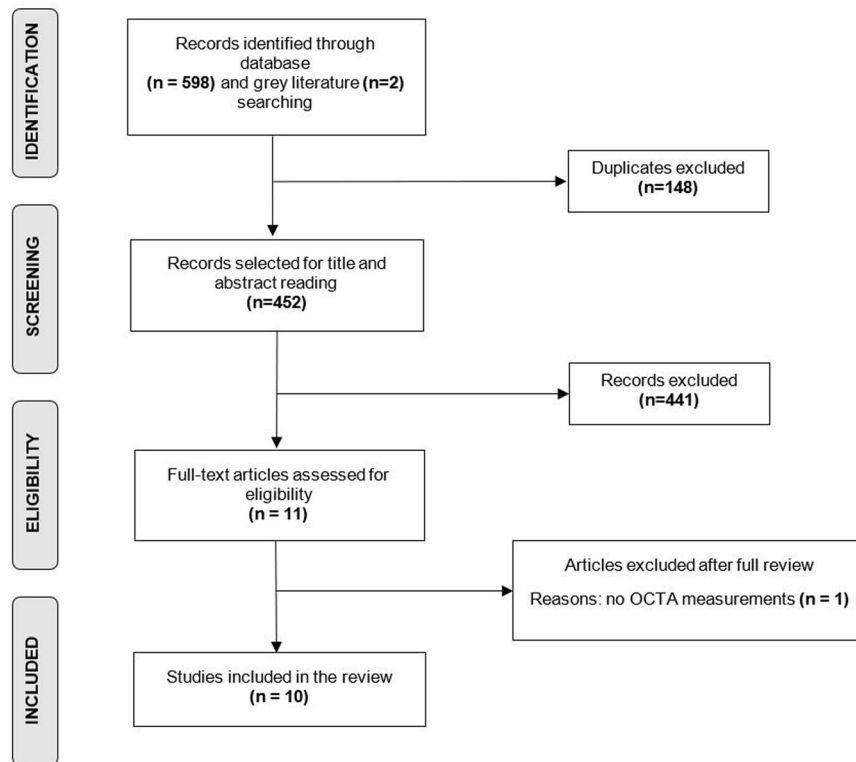 IDENTIFICATION
Records identified through
database
(n = 598) and grey literature (n=2)
searching
Duplicates excluded
(n=148)
SCREENING
Records selected for title and
abstract reading
(n=452)
Records excluded
(n=441)
ELIGIBILITY
Full-text articles assessed for
eligibility
(n = 11)
Articles excluded after full review
Reasons: no OCTA measurements (n = 1)
INCLUDED
Studies included in the review
(n = 10)